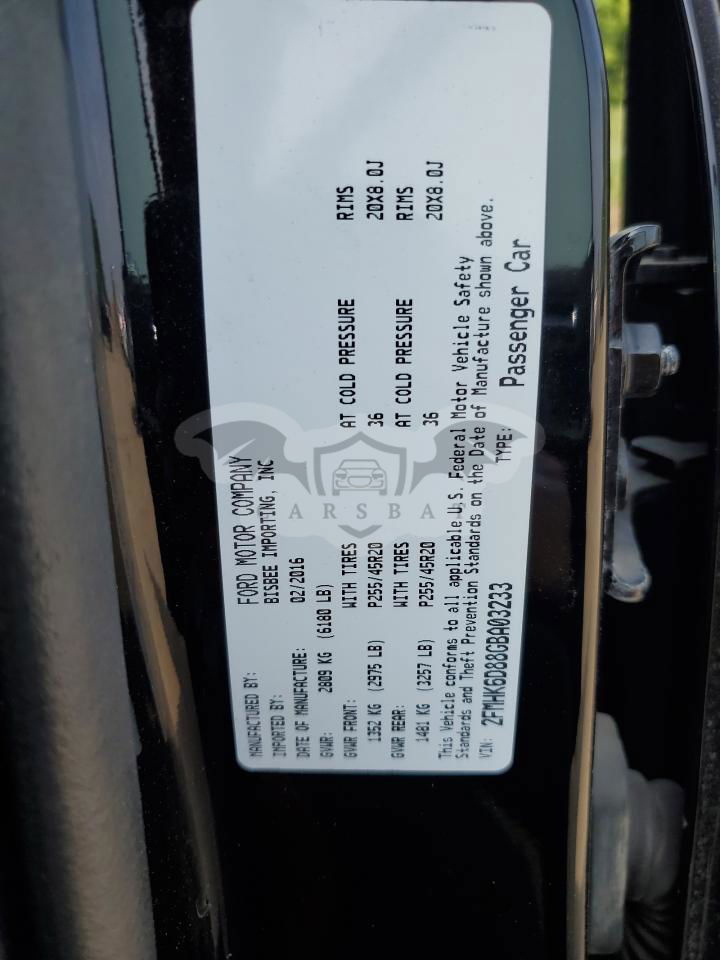 MANUFACTURED BY: FORD MOTOR COMPANY
IMPORTED BY: BISBEE IMPORTING, INC
DATE OF MANUFACTURE: 02/2016
GVWR: 2809 KG (6180 LB)
GVWR FRONT: WITH TIRES AT COLD PRESSURE RIMS
1352 KG (2975 LB) P255/45R20 36 20X8.0J
GVWR REAR: WITH TIRES AT COLD PRESSURE RIMS
1481 KG (3257 LB) P255/45R20 36 20X8.0J
This Vehicle conforms to all applicable U.S. Federal Motor Vehicle Safety
Standards and Theft Prevention Standards on the Date of Manufacture shown above.
VIN: 2FMHK6D88GBA03233 TYPE: Passenger Car
ARSBA